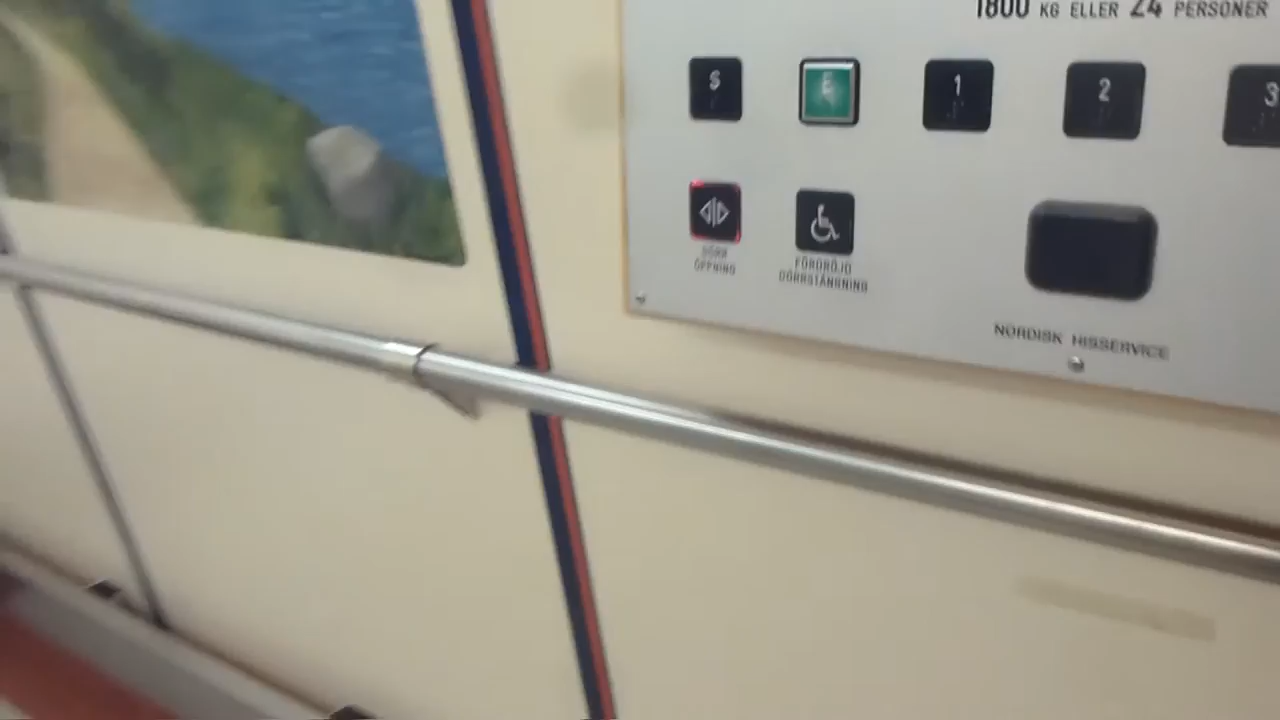 1800 KG ELLER 24 PERSONER
S E 1 2 3
DÖRR
ÖPPNING
FÖRDRÖJD
DÖRRSTÄNGNING
NORDISK HISSERVICE